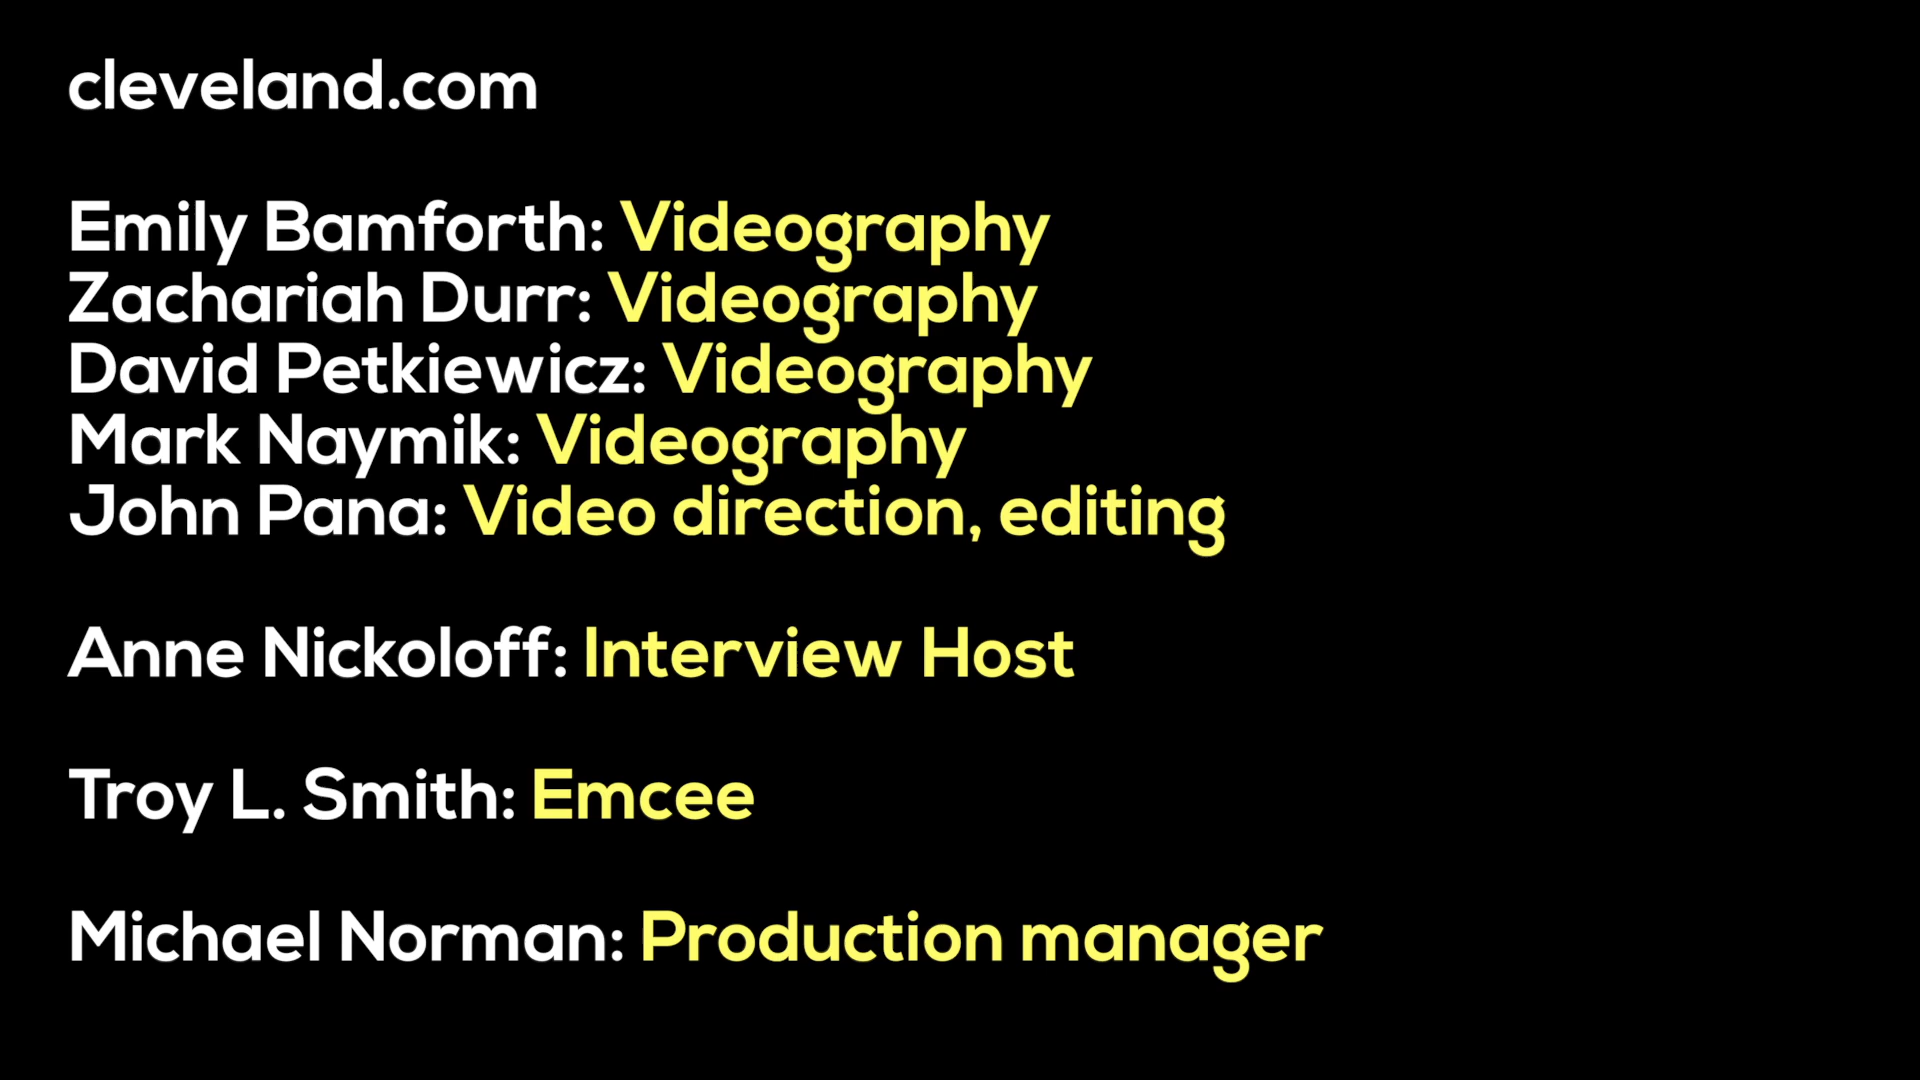 cleveland.com
Emily Bamforth: Videography
Zachariah Durr: Videography
David Petkiewicz: Videography
Mark Naymik: Videography
John Pana: Video direction, editing
Anne Nickoloff: Interview Host
Troy L. Smith: Emcee
Michael Norman: Production manager